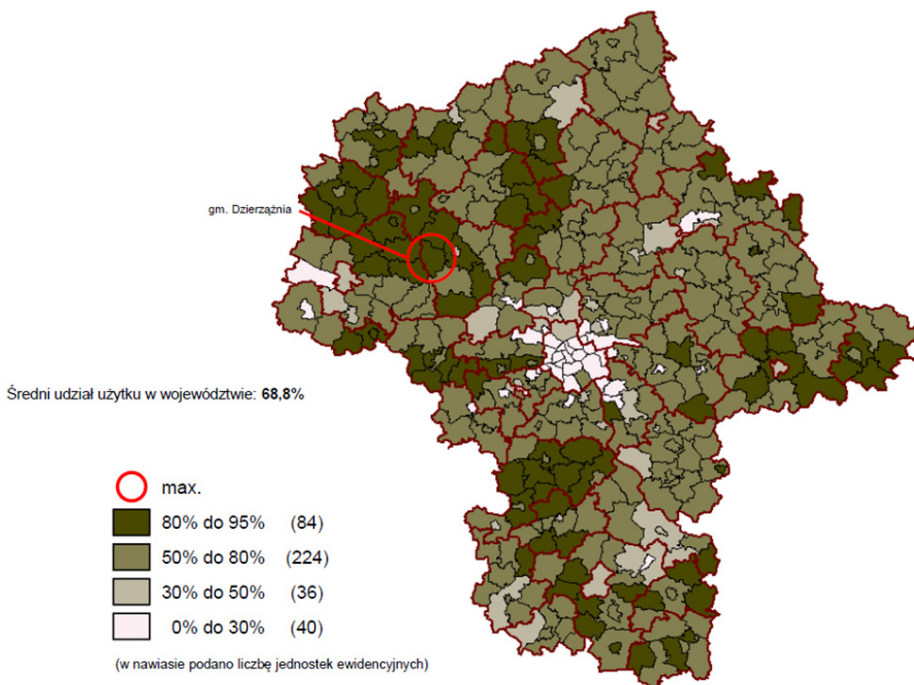 gm. Dzierzążnia
Średni udział użytku w województwie: 68,8%
max.
80% do 95% (84)
50% do 80% (224)
30% do 50% (36)
0% do 30% (40)
(w nawiasie podano liczbę jednostek ewidencyjnych)